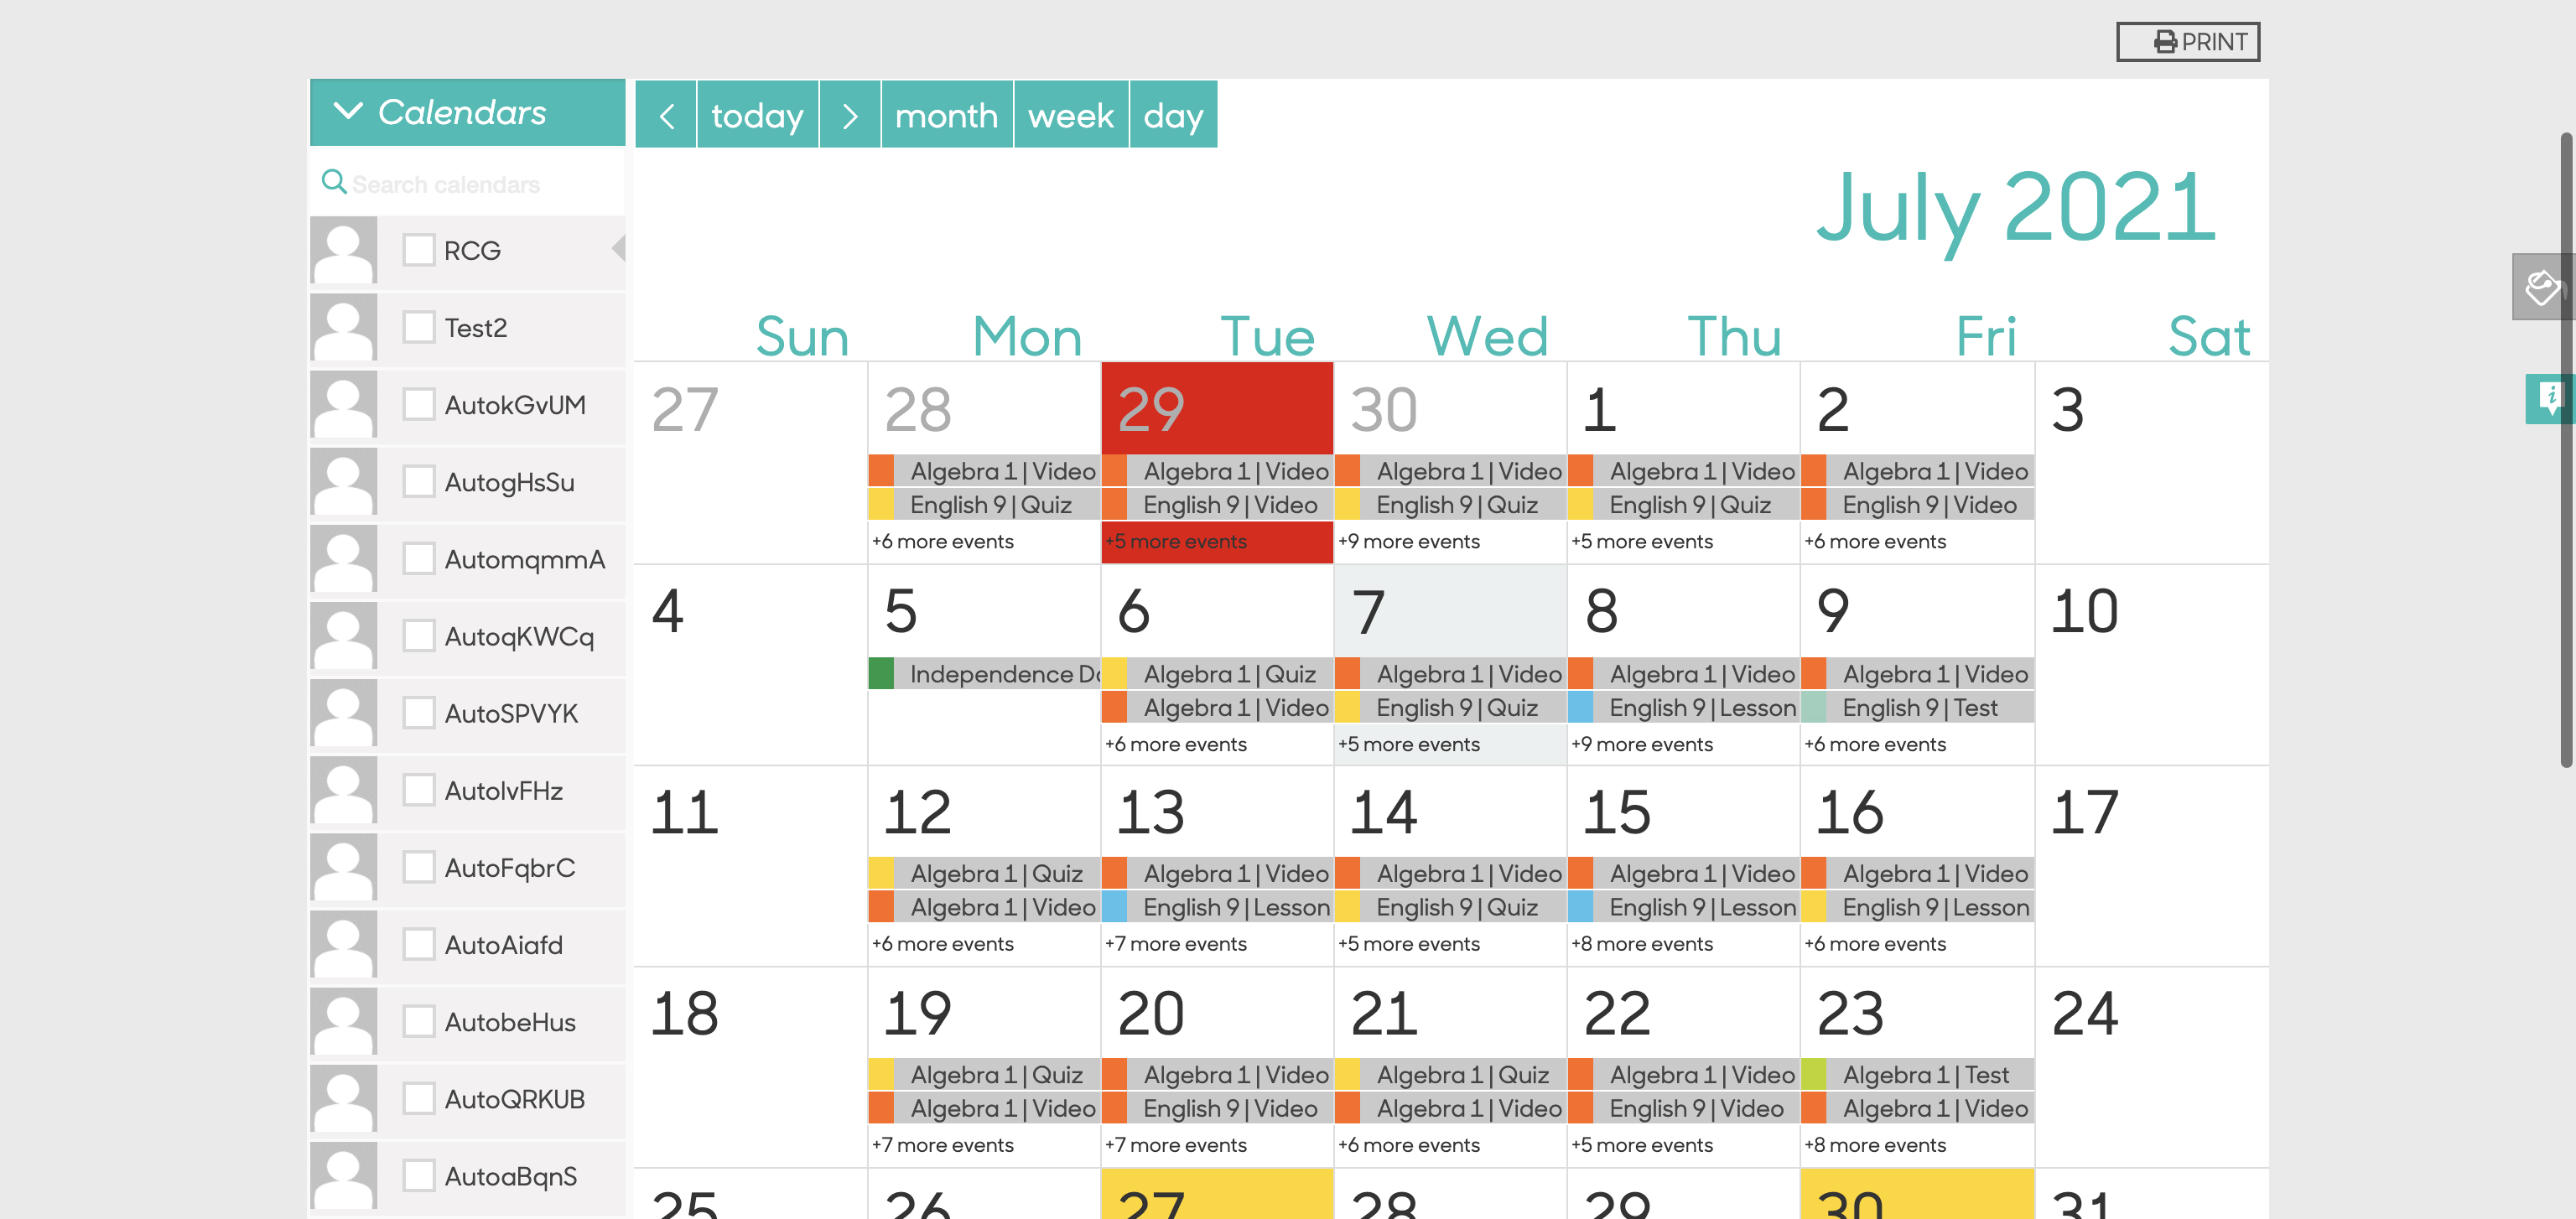 PRINT
Calendars
today month week day
Search calendars
July 2021
RCG
Test2
AutokGvUM
AutogHsSu
AutomqmmA
AutoqKWCq
AutoSPVYK
AutoIvFHz
AutoFqbrC
AutoAiafd
AutobeHus
AutoQRKUB
AutoaBqnS
Sun Mon Tue Wed Thu Fri Sat
27 28 29 30 1 2 3
Algebra 1 | Video Algebra 1 | Video Algebra 1 | Video Algebra 1 | Video Algebra 1 | Video
English 9 | Quiz English 9 | Video English 9 | Quiz English 9 | Quiz English 9 | Video
+6 more events +5 more events +9 more events +5 more events +6 more events
4 5 6 7 8 9 10
Independence Da Algebra 1 | Quiz Algebra 1 | Video Algebra 1 | Video Algebra 1 | Video
Algebra 1 | Video English 9 | Quiz English 9 | Lesson English 9 | Test
+6 more events +5 more events +9 more events +6 more events
11 12 13 14 15 16 17
Algebra 1 | Quiz Algebra 1 | Video Algebra 1 | Video Algebra 1 | Video Algebra 1 | Video
Algebra 1 | Video English 9 | Lesson English 9 | Quiz English 9 | Lesson English 9 | Lesson
+6 more events +7 more events +5 more events +8 more events +6 more events
18 19 20 21 22 23 24
Algebra 1 | Quiz Algebra 1 | Video Algebra 1 | Quiz Algebra 1 | Video Algebra 1 | Test
Algebra 1 | Video English 9 | Video Algebra 1 | Video English 9 | Video Algebra 1 | Video
+7 more events +7 more events +6 more events +5 more events +8 more events
25 26 27 28 29 30 31